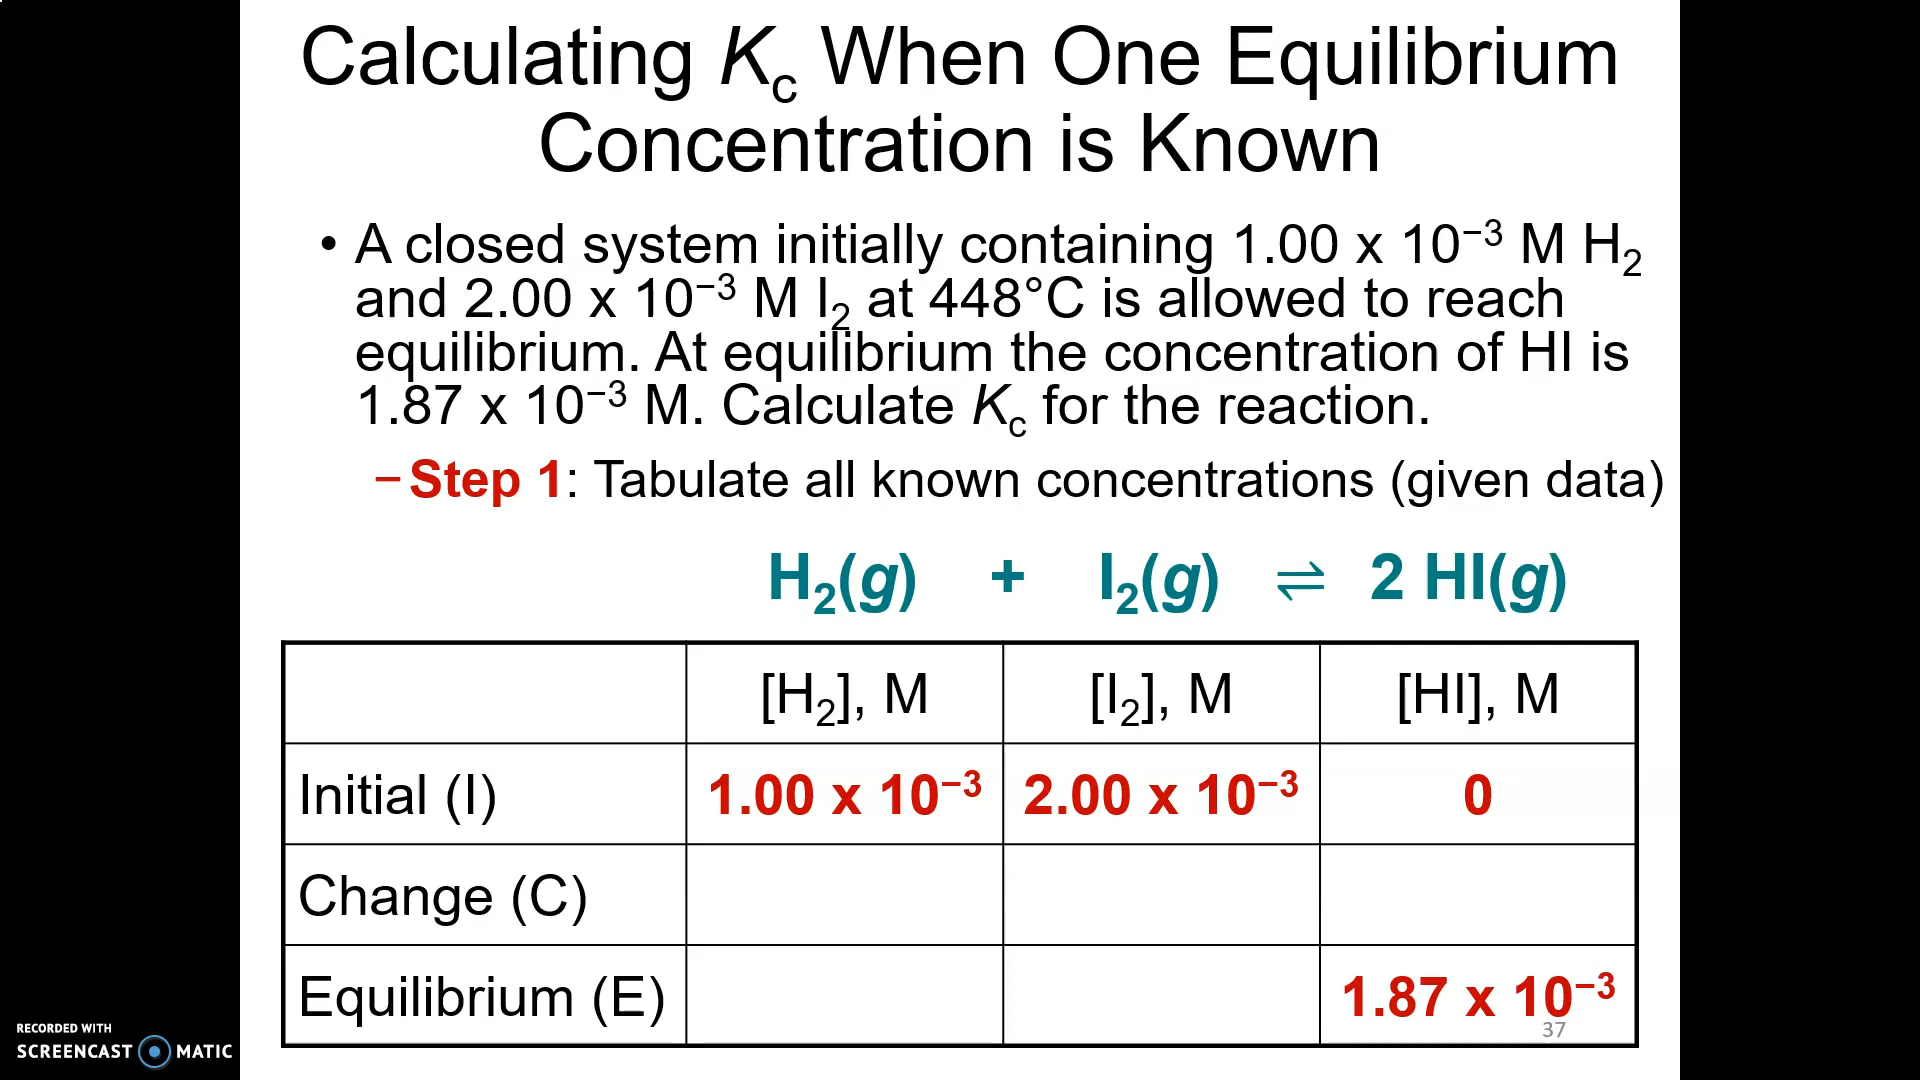 Calculating Kc When One Equilibrium
Concentration is Known
• A closed system initially containing 1.00 x 10⁻³ M H₂
and 2.00 x 10⁻³ M I₂ at 448°C is allowed to reach
equilibrium. At equilibrium the concentration of HI is
1.87 x 10⁻³ M. Calculate Kc for the reaction.
– Step 1: Tabulate all known concentrations (given data)
H₂(g) + I₂(g) ⇌ 2 HI(g)
[H₂], M [I₂], M [HI], M
Initial (I) 1.00 x 10⁻³ 2.00 x 10⁻³ 0
Change (C)
Equilibrium (E) 1.87 x 10⁻³
37
RECORDED WITH
SCREENCAST MATIC